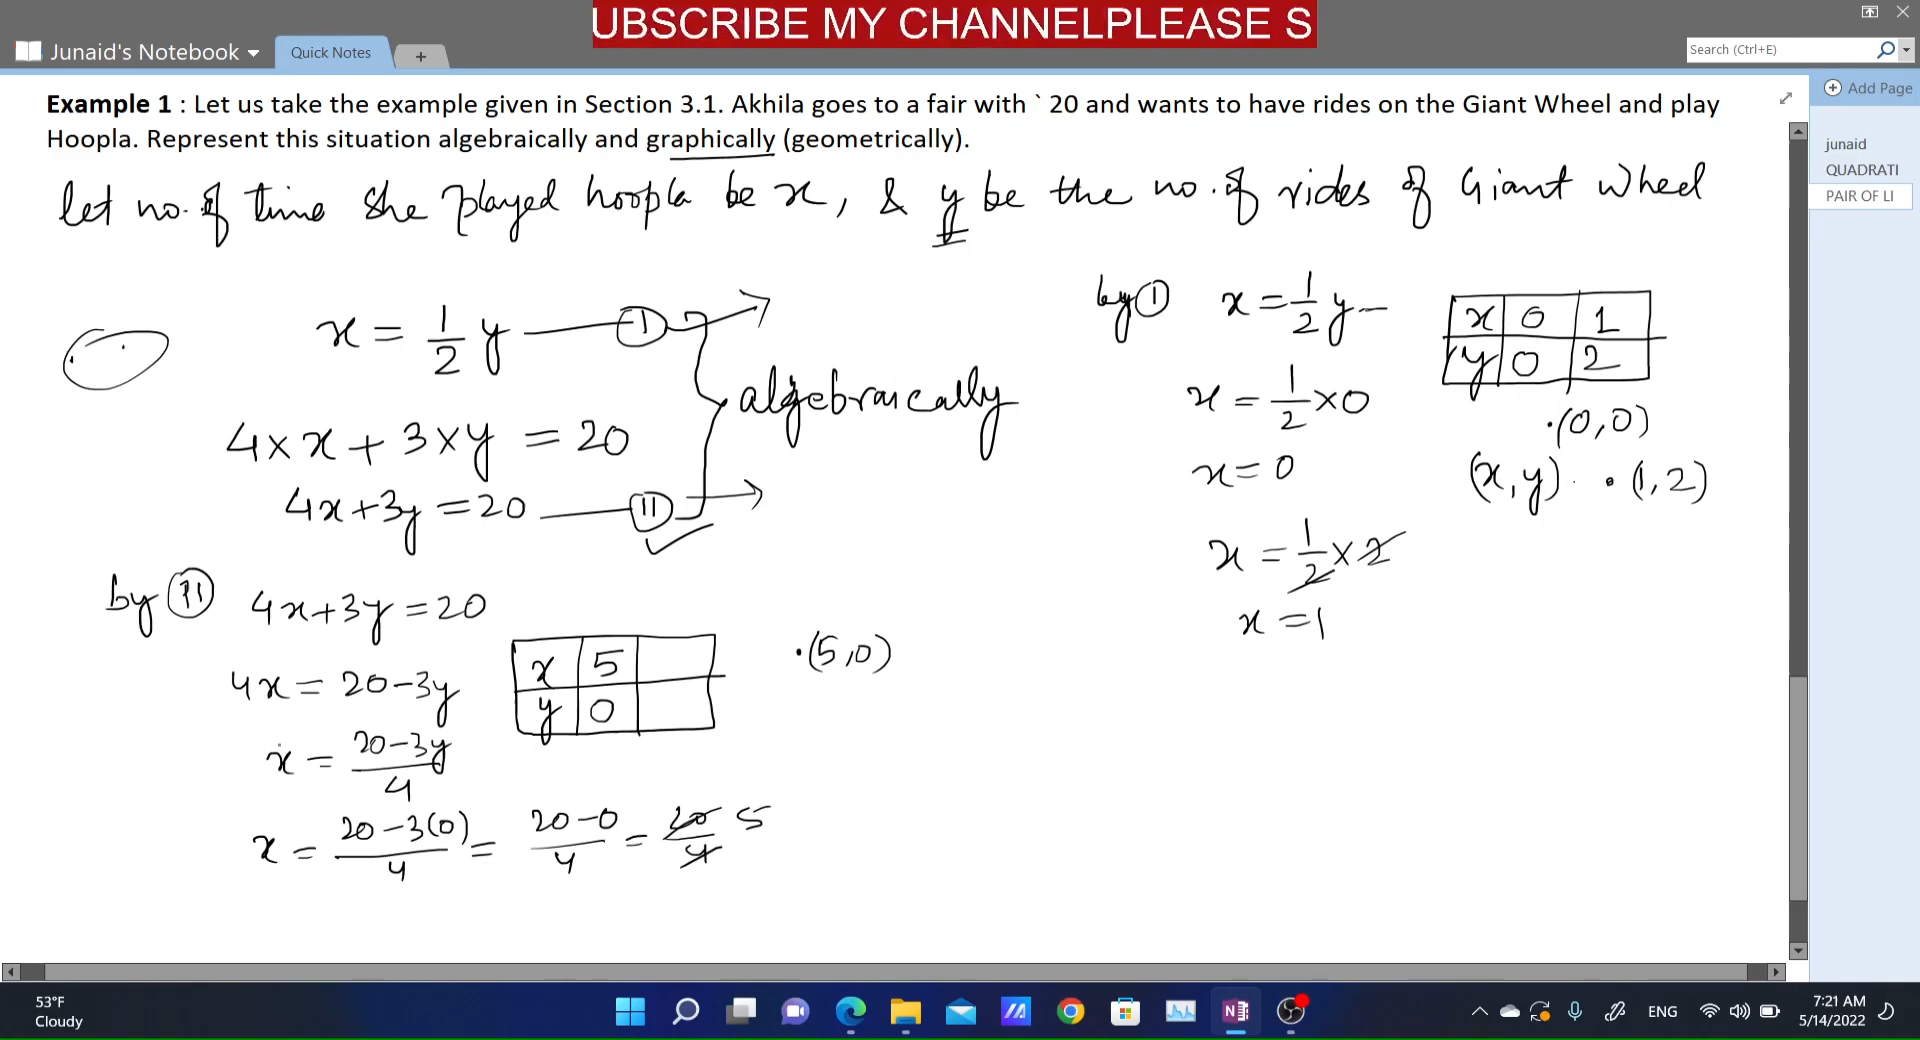 UBSCRIBE MY CHANNELPLEASE S
Junaid's Notebook
Quick Notes
+
Search (Ctrl+E)
Add Page
junaid
QUADRATI
PAIR OF LI
Example 1 : Let us take the example given in Section 3.1. Akhila goes to a fair with ` 20 and wants to have rides on the Giant Wheel and play
Hoopla. Represent this situation algebraically and graphically (geometrically).
let no. of time she played hoopla be x, & y be the no. of rides of Giant Wheel
x = 1/2 y — I
4 × x + 3 × y = 20
4x + 3y = 20 — II
algebraically
by I x = 1/2 y –
x 0 1
y 0 2
x = 1/2 × 0
x = 0
.(0,0)
(x, y) . (1, 2)
x = 1/2 × 2
x = 1
by II 4x + 3y = 20
4x = 20 - 3y
x = 20 - 3y / 4
x = 20 - 3(0) / 4 = 20 - 0 / 4 = 20 / 4 5
x 5
y 0
.(5,0)
53°F
Cloudy
ENG
7:21 AM
5/14/2022